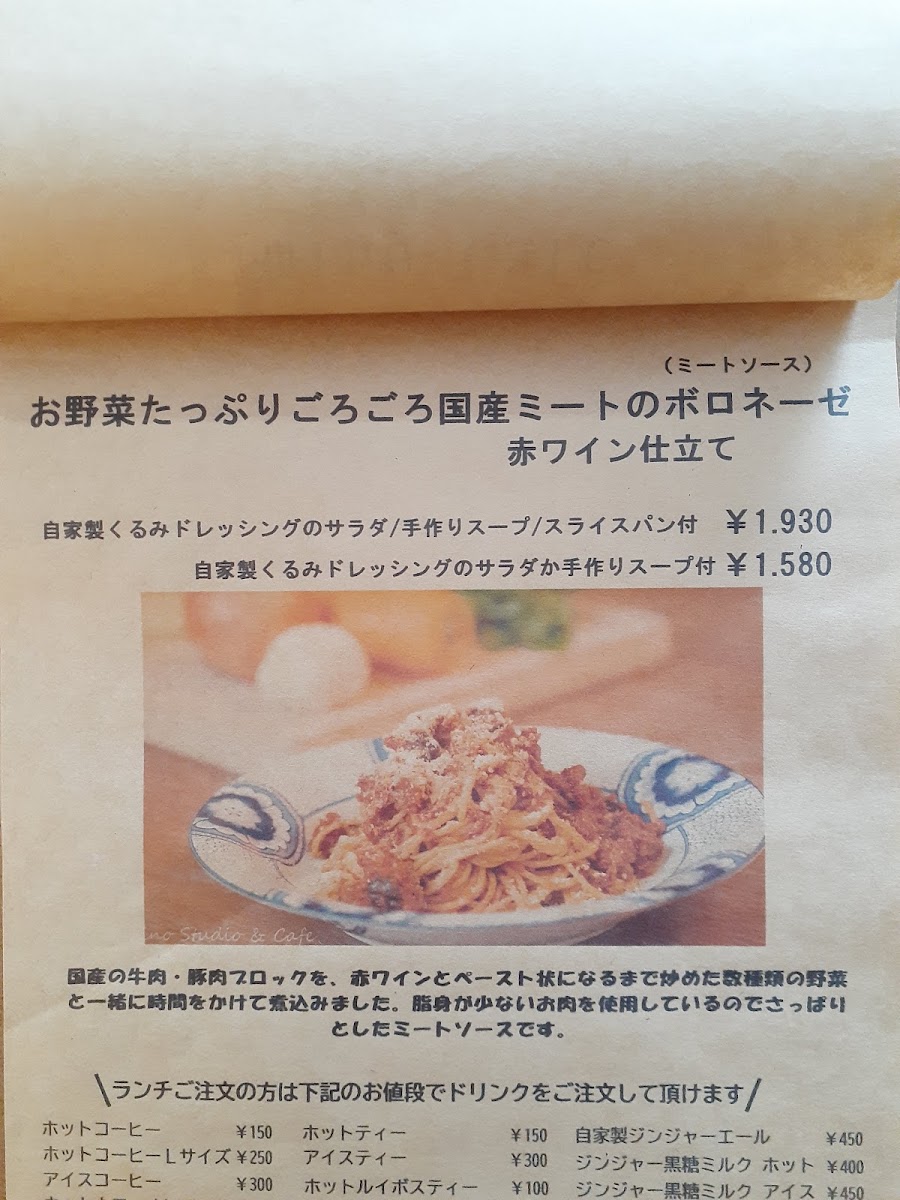 (ミートソース)
お野菜たっぷりごろごろ国産ミートのボロネーゼ
赤ワイン仕立て
自家製くるみドレッシングのサラダ/手作りスープ/スライスパン付 ¥1.930
自家製くるみドレッシングのサラダか手作りスープ付 ¥1.580
no Studio & Cafe
国産の牛肉・豚肉ブロックを、赤ワインとペースト状になるまで炒めた数種類の野菜
と一緒に時間をかけて煮込みました。脂身が少ないお肉を使用しているのでさっぱり
としたミートソースです。
\ランチご注文の方は下記のお値段でドリンクをご注文して頂けます/
ホットコーヒー ¥150 ホットティー ¥150 自家製ジンジャーエール ¥450
ホットコーヒーLサイズ ¥250 アイスティー ¥300 ジンジャー黒糖ミルク ホット ¥400
アイスコーヒー ¥300 ホットルイボスティー ¥100 ジンジャー黒糖ミルク アイス ¥450